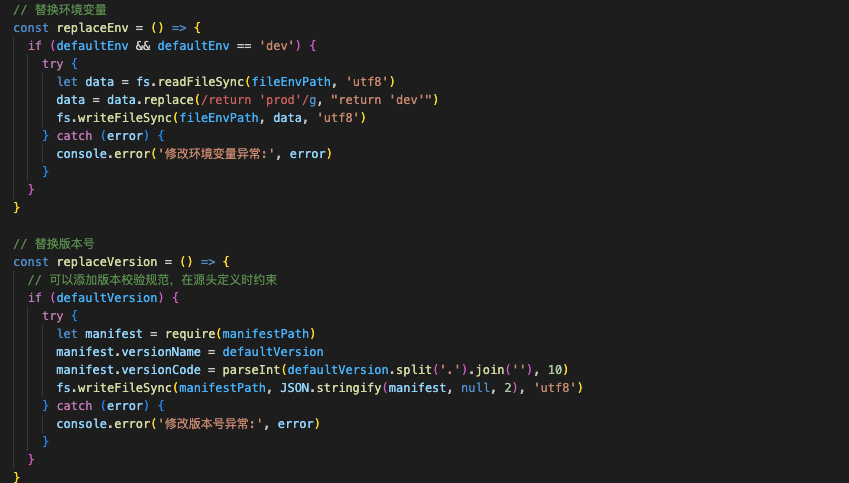 // 替换环境变量
const replaceEnv = () => {
  if (defaultEnv && defaultEnv == 'dev') {
    try {
      let data = fs.readFileSync(fileEnvPath, 'utf8')
      data = data.replace(/return 'prod'/g, "return 'dev'")
      fs.writeFileSync(fileEnvPath, data, 'utf8')
    } catch (error) {
      console.error('修改环境变量异常:', error)
    }
  }
}

// 替换版本号
const replaceVersion = () => {
  // 可以添加版本校验规范，在源头定义时约束
  if (defaultVersion) {
    try {
      let manifest = require(manifestPath)
      manifest.versionName = defaultVersion
      manifest.versionCode = parseInt(defaultVersion.split('.').join(''), 10)
      fs.writeFileSync(manifestPath, JSON.stringify(manifest, null, 2), 'utf8')
    } catch (error) {
      console.error('修改版本号异常:', error)
    }
  }
}